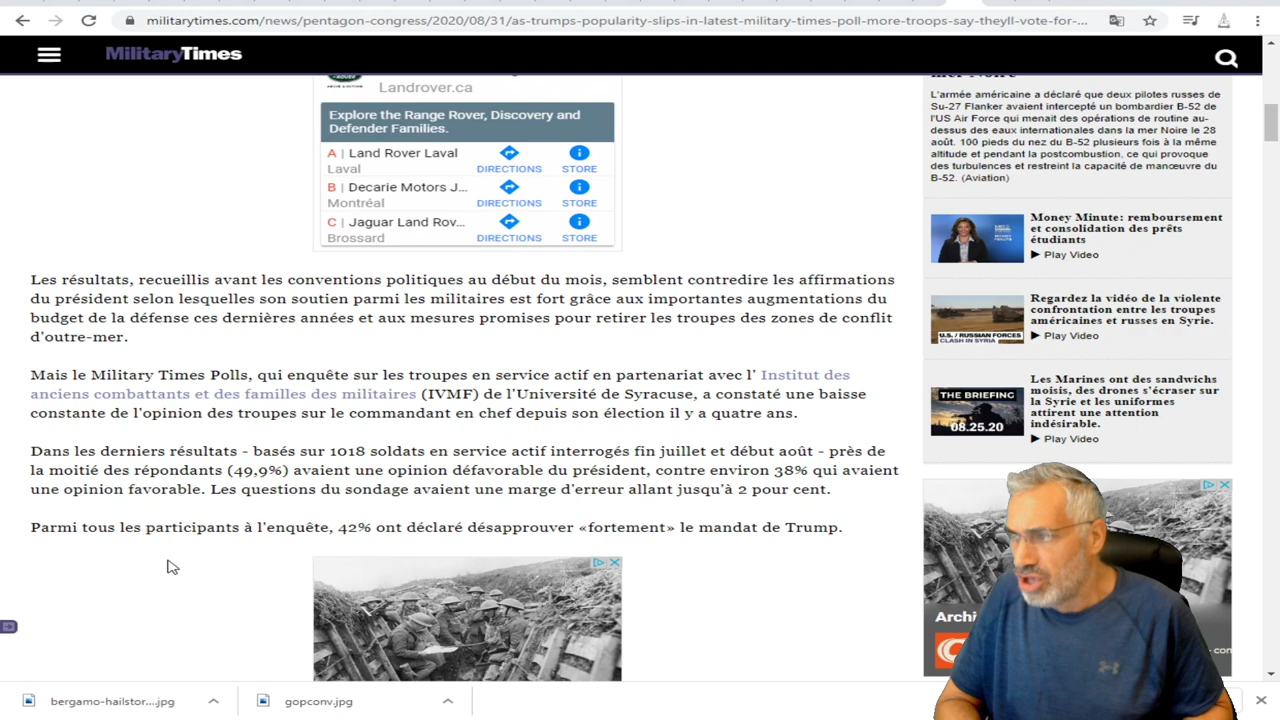 militarytimes.com/news/pentagon-congress/2020/08/31/as-trumps-popularity-slips-in-latest-military-times-poll-more-troops-say-theyll-vote-for-...
MilitaryTimes
Landrover.ca
Explore the Range Rover, Discovery and
Defender Families.
A | Land Rover Laval
Laval
DIRECTIONS
STORE
B | Decarie Motors J...
Montréal
DIRECTIONS
STORE
C | Jaguar Land Rov...
Brossard
DIRECTIONS
STORE
Les résultats, recueillis avant les conventions politiques au début du mois, semblent contredire les affirmations
du président selon lesquelles son soutien parmi les militaires est fort grâce aux importantes augmentations du
budget de la défense ces dernières années et aux mesures promises pour retirer les troupes des zones de conflit
d'outre-mer.
Mais le Military Times Polls, qui enquête sur les troupes en service actif en partenariat avec l' Institut des
anciens combattants et des familles des militaires (IVMF) de l'Université de Syracuse, a constaté une baisse
constante de l'opinion des troupes sur le commandant en chef depuis son élection il y a quatre ans.
Dans les derniers résultats - basés sur 1018 soldats en service actif interrogés fin juillet et début août - près de
la moitié des répondants (49,9%) avaient une opinion défavorable du président, contre environ 38% qui avaient
une opinion favorable. Les questions du sondage avaient une marge d'erreur allant jusqu'à 2 pour cent.
Parmi tous les participants à l'enquête, 42% ont déclaré désapprouver «fortement» le mandat de Trump.
mer Noire
L'armée américaine a déclaré que deux pilotes russes de
Su-27 Flanker avaient intercepté un bombardier B-52 de
l'US Air Force qui menait des opérations de routine au-
dessus des eaux internationales dans la mer Noire le 28
août. 100 pieds du nez du B-52 plusieurs fois à la même
altitude et pendant la postcombustion, ce qui provoque
des turbulences et restreint la capacité de manœuvre du
B-52. (Aviation)
Money Minute: remboursement
et consolidation des prêts
étudiants
Play Video
U.S. / RUSSIAN FORCES
CLASH IN SYRIA
Regardez la vidéo de la violente
confrontation entre les troupes
américaines et russes en Syrie.
Play Video
THE BRIEFING
08.25.20
Les Marines ont des sandwichs
moisis, des drones s'écraser sur
la Syrie et les uniformes
attirent une attention
indésirable.
Play Video
Archi
com
bergamo-hailstor....jpg
gopconv.jpg